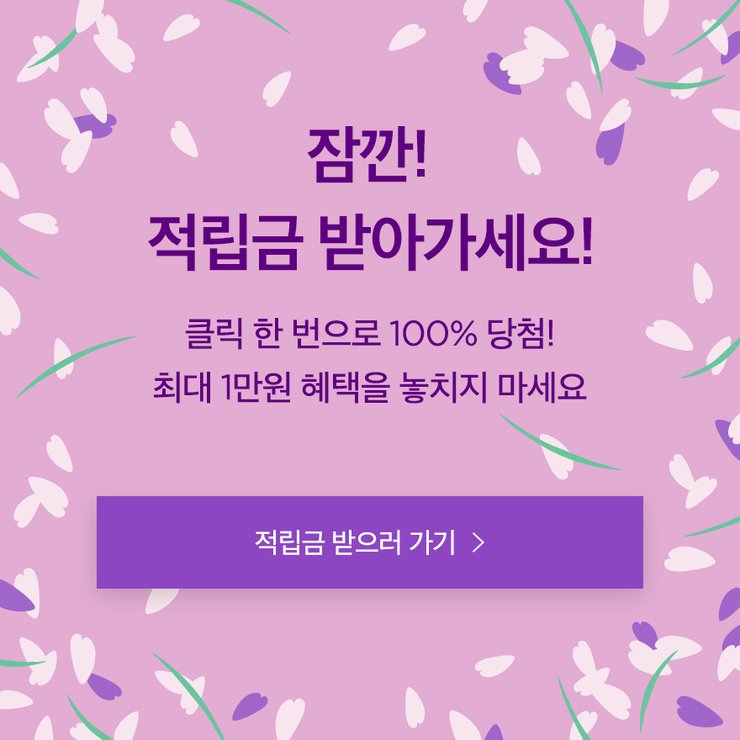 잠깐!
적립금 받아가세요!
클릭 한 번으로 100% 당첨!
최대 1만원 혜택을 놓치지 마세요
적립금 받으러 가기 >